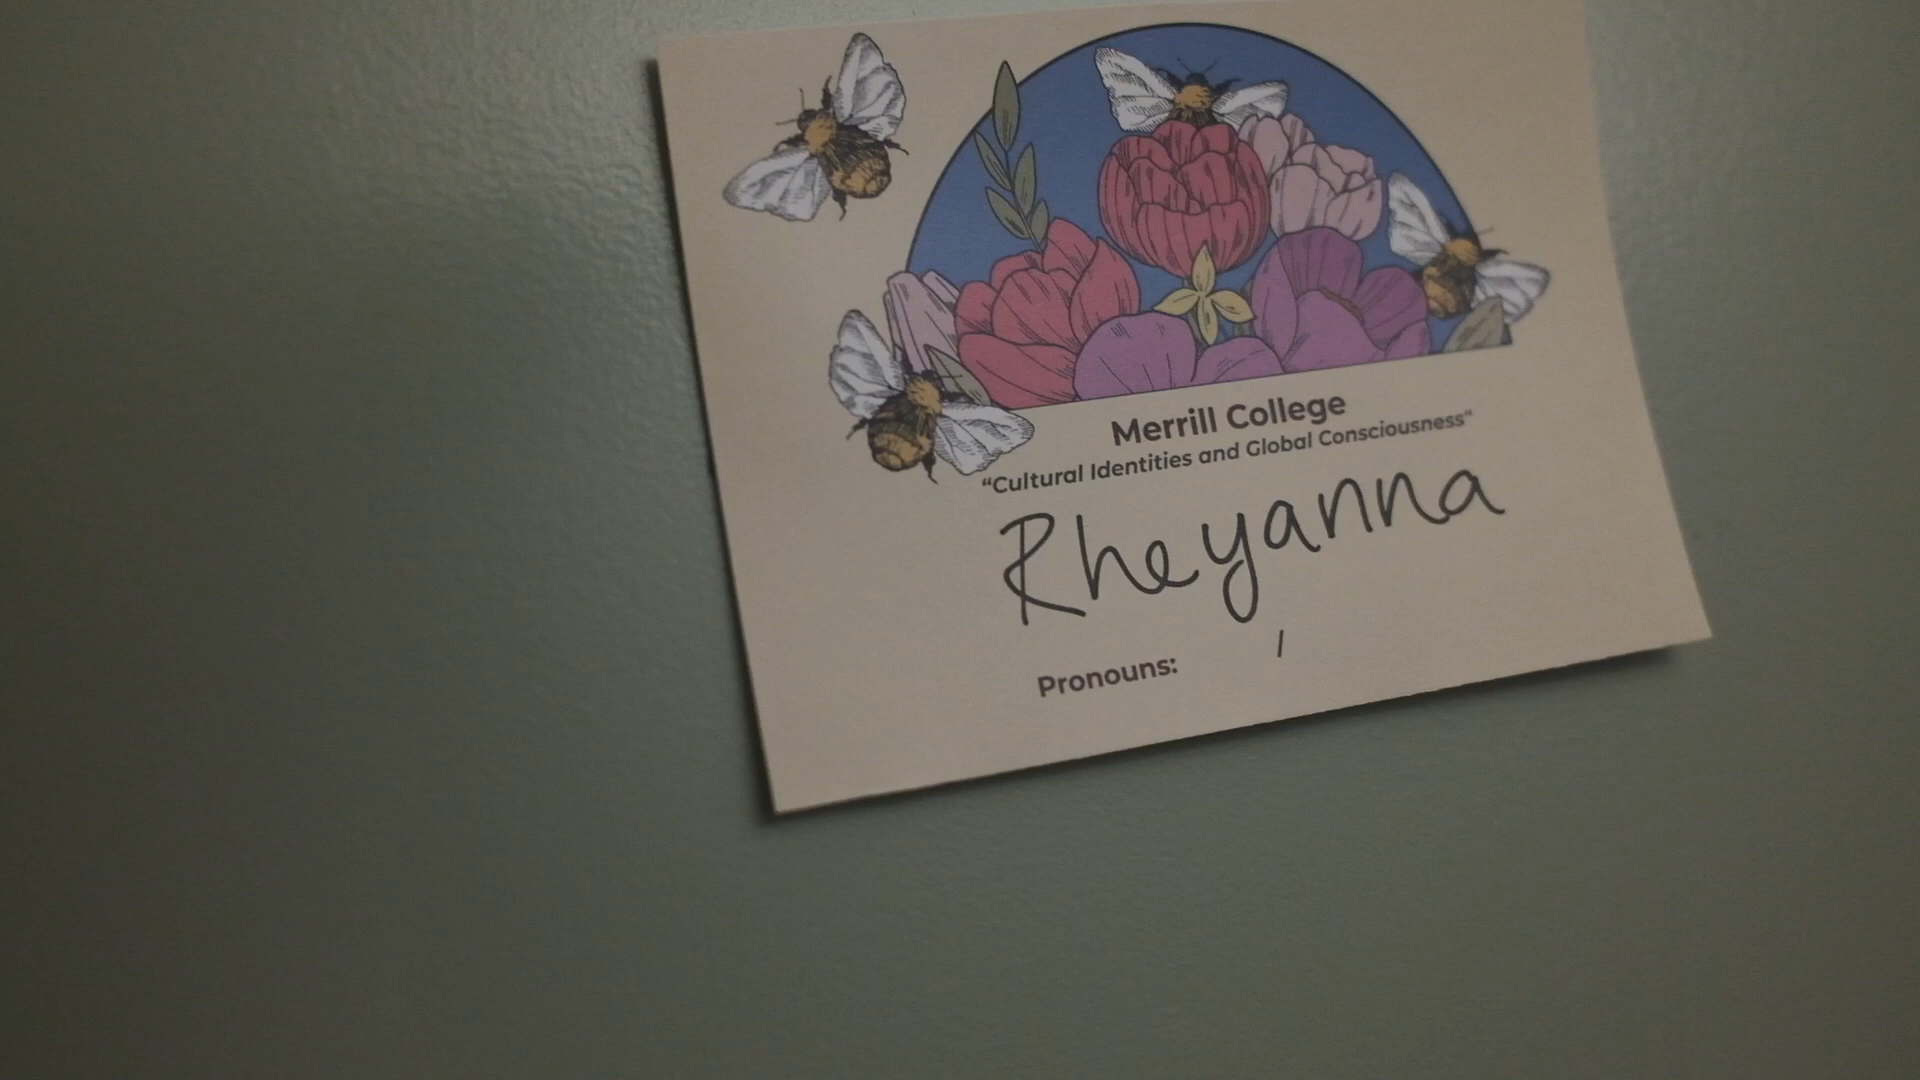 Merrill College
“Cultural Identities and Global Consciousness"
Rheyanna
Pronouns: /